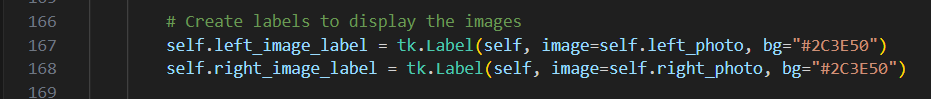 166 # Create labels to display the images
167 self.left_image_label = tk.Label(self, image=self.left_photo, bg="#2C3E50")
168 self.right_image_label = tk.Label(self, image=self.right_photo, bg="#2C3E50")
169